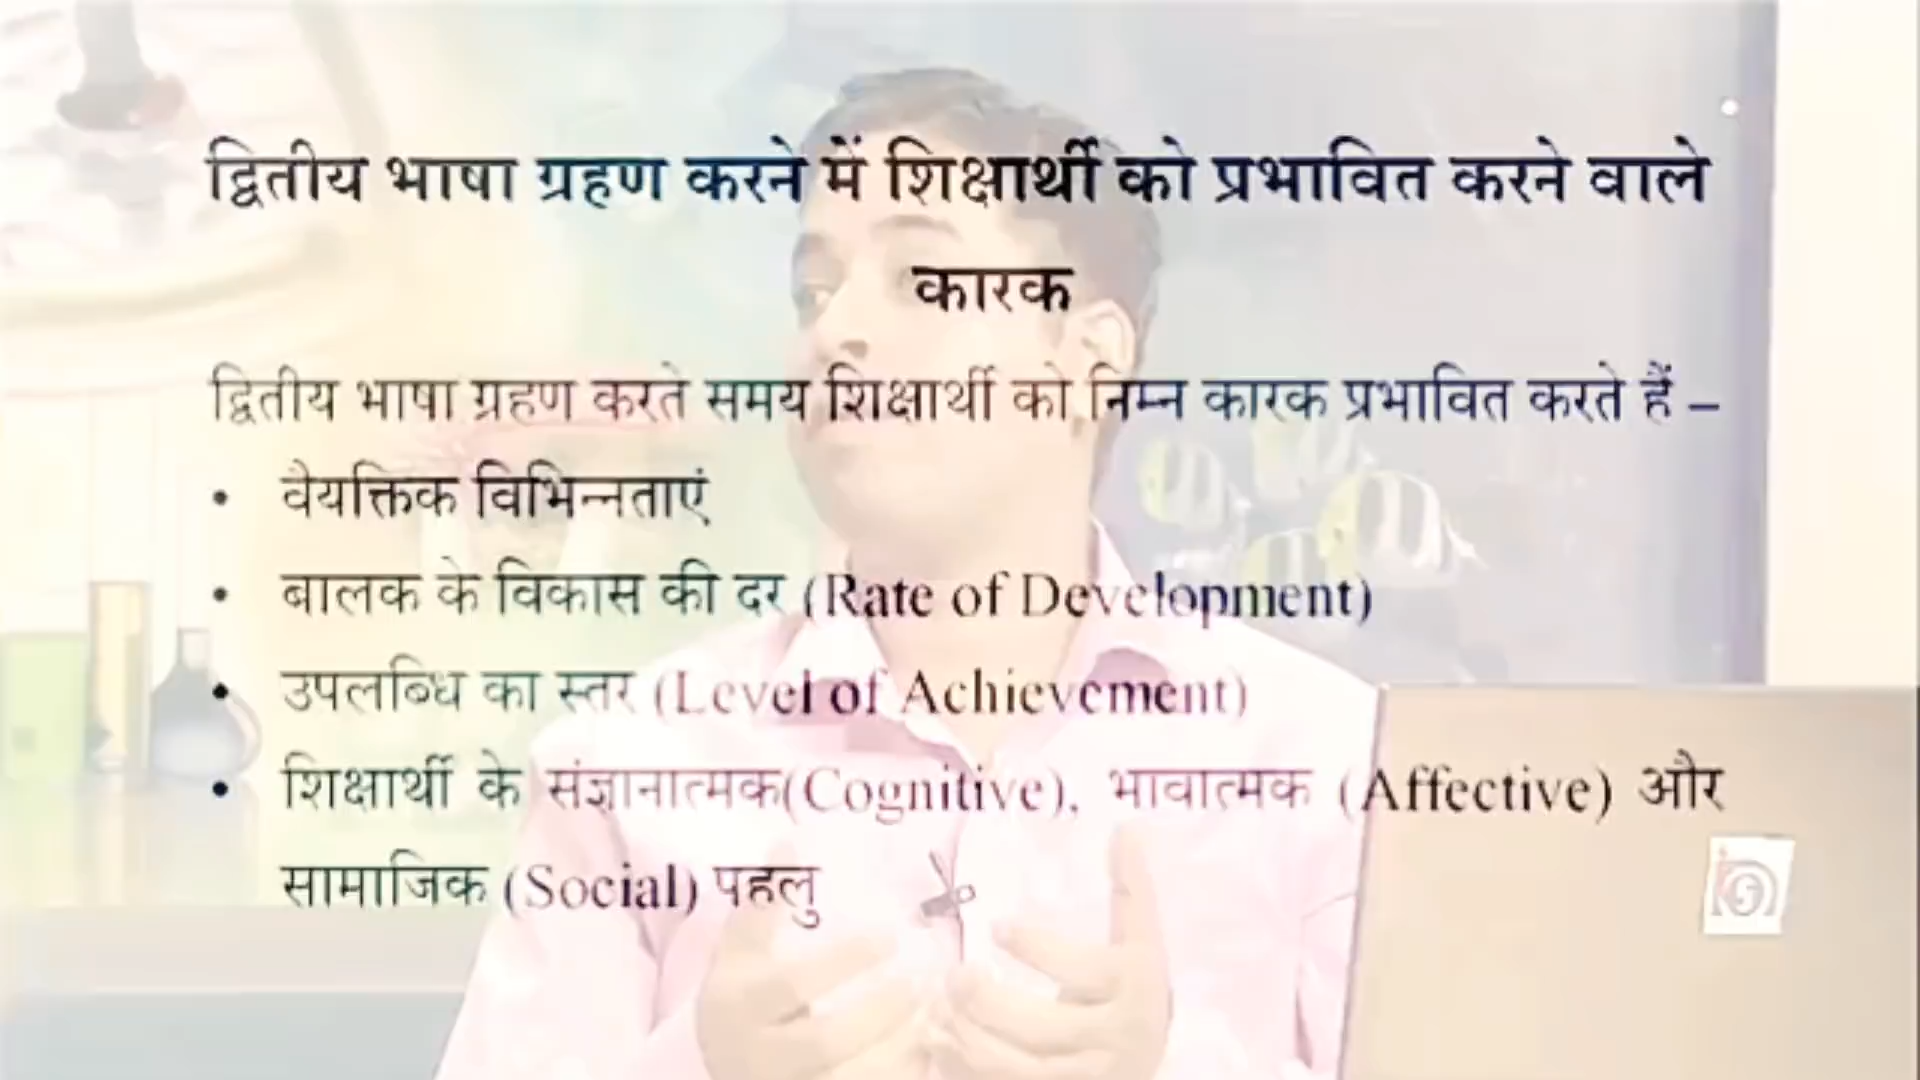 द्वितीय भाषा ग्रहण करने में शिक्षार्थी को प्रभावित करने वाले
कारक
द्वितीय भाषा ग्रहण करते समय शिक्षार्थी को निम्न कारक प्रभावित करते हैं –
• वैयक्तिक विभिन्नताएं
• बालक के विकास की दर (Rate of Development)
• उपलब्धि का स्तर (Level of Achievement)
• शिक्षार्थी के संज्ञानात्मक(Cognitive), भावात्मक (Affective) और
सामाजिक (Social) पहलु